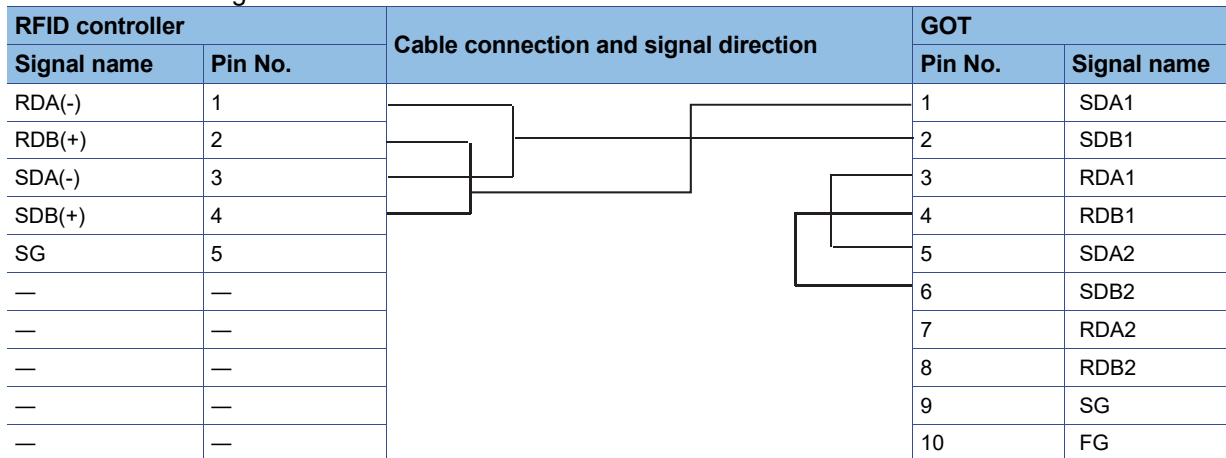 RFID controller Cable connection and signal direction GOT
Signal name Pin No. Pin No. Signal name
RDA(-) 1 1 SDA1
RDB(+) 2 2 SDB1
SDA(-) 3 3 RDA1
SDB(+) 4 4 RDB1
SG 5 5 SDA2
— — 6 SDB2
— — 7 RDA2
— — 8 RDB2
— — 9 SG
— — 10 FG